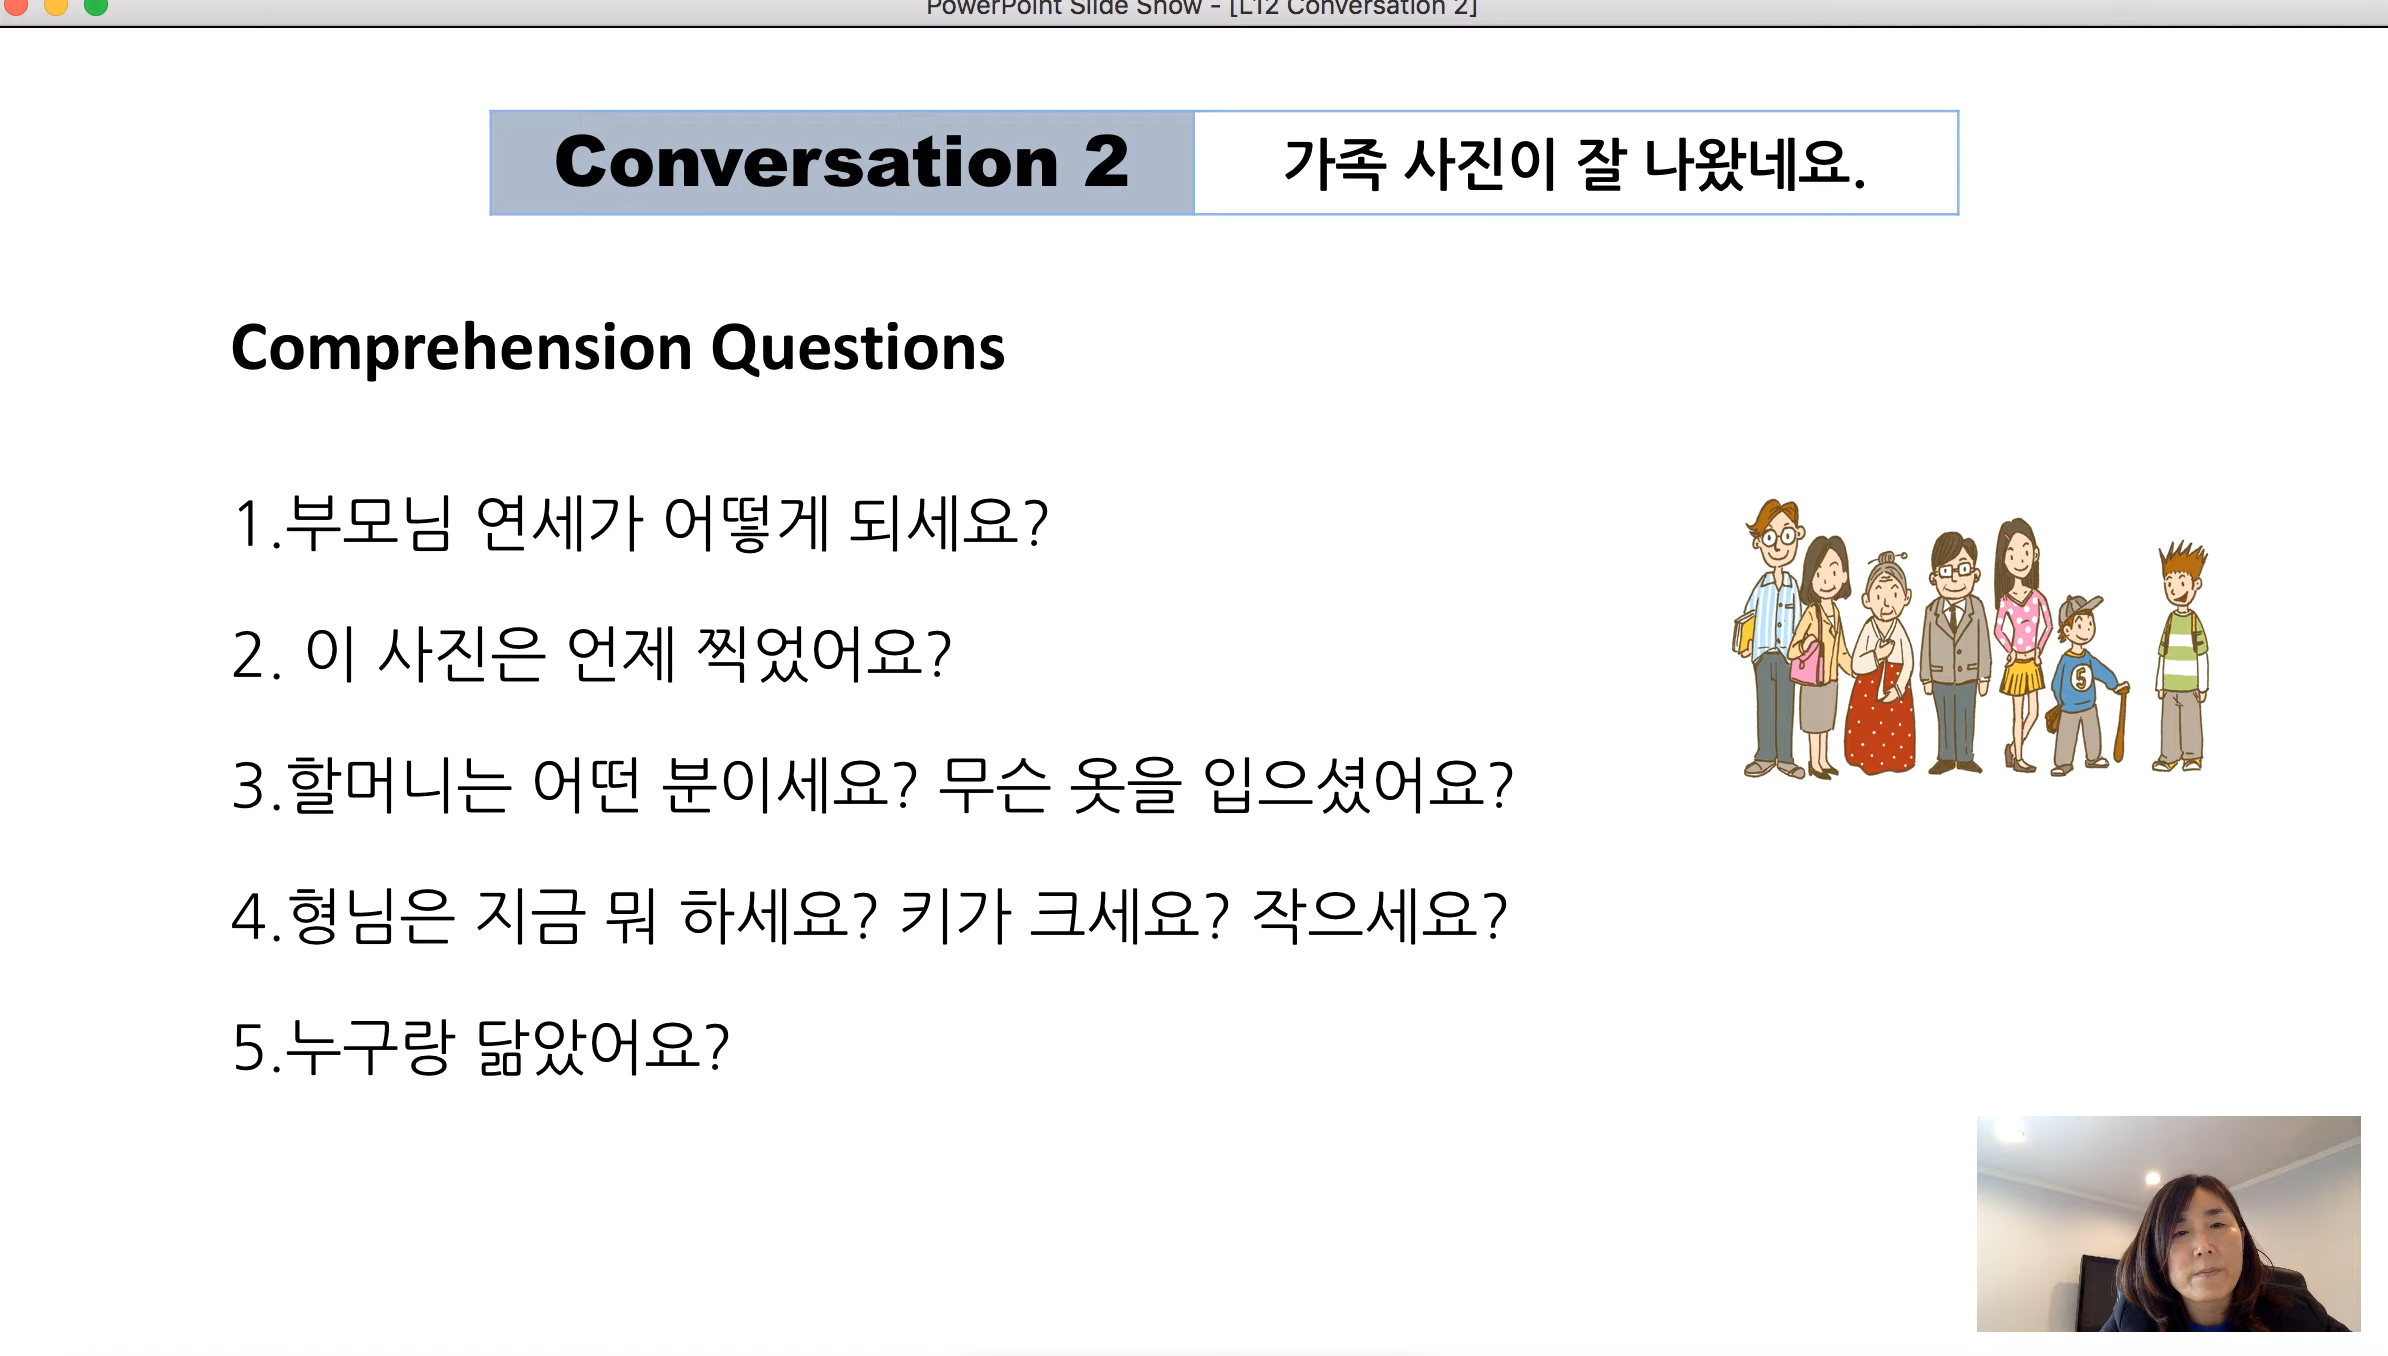 PowerPoint Slide Show - [L12 Conversation 2]
Conversation 2
가족 사진이 잘 나왔네요.
Comprehension Questions
1.부모님 연세가 어떻게 되세요?
2. 이 사진은 언제 찍었어요?
3.할머니는 어떤 분이세요? 무슨 옷을 입으셨어요?
4.형님은 지금 뭐 하세요? 키가 크세요? 작으세요?
5.누구랑 닮았어요?
5